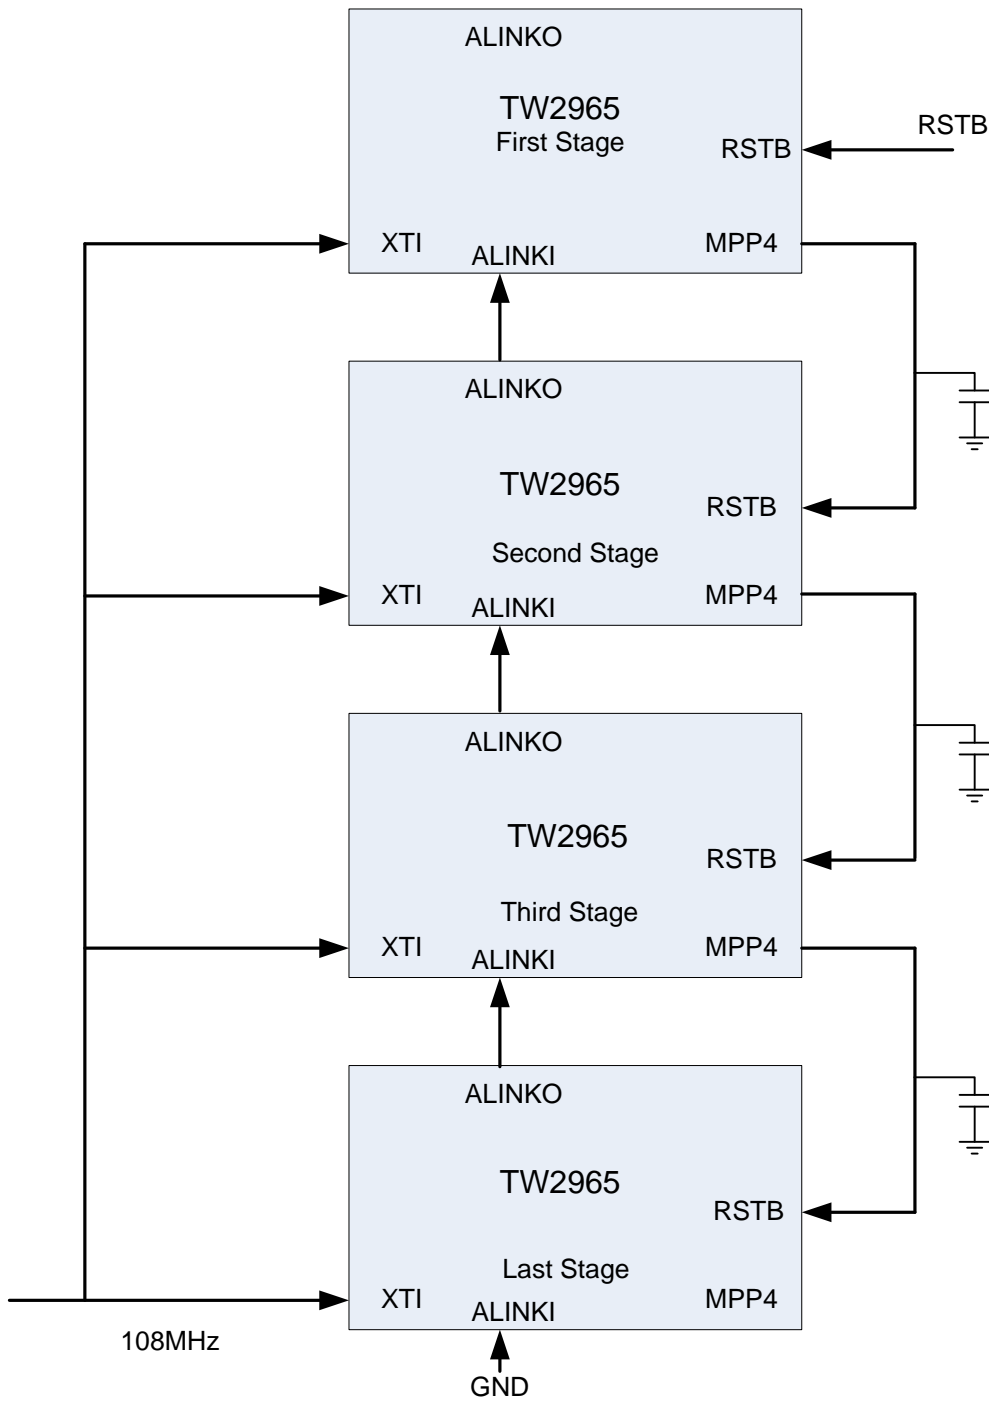 ALINKO
TW2965
First Stage
RSTB
RSTB
XTI
ALINKI
MPP4
ALINKO
TW2965
RSTB
Second Stage
XTI
ALINKI
MPP4
ALINKO
TW2965
RSTB
Third Stage
XTI
ALINKI
MPP4
ALINKO
TW2965
RSTB
Last Stage
XTI
ALINKI
MPP4
108MHz
GND